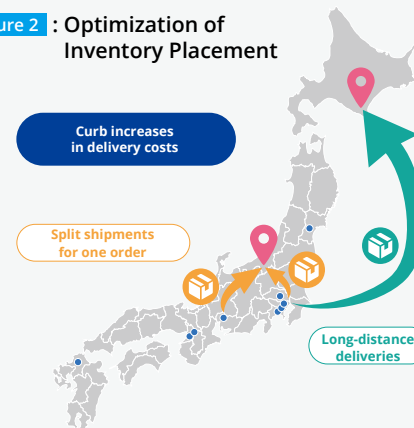 ure 2 : Optimization of
Inventory Placement
Curb increases
in delivery costs
Split shipments
for one order
Long-distance
deliveries